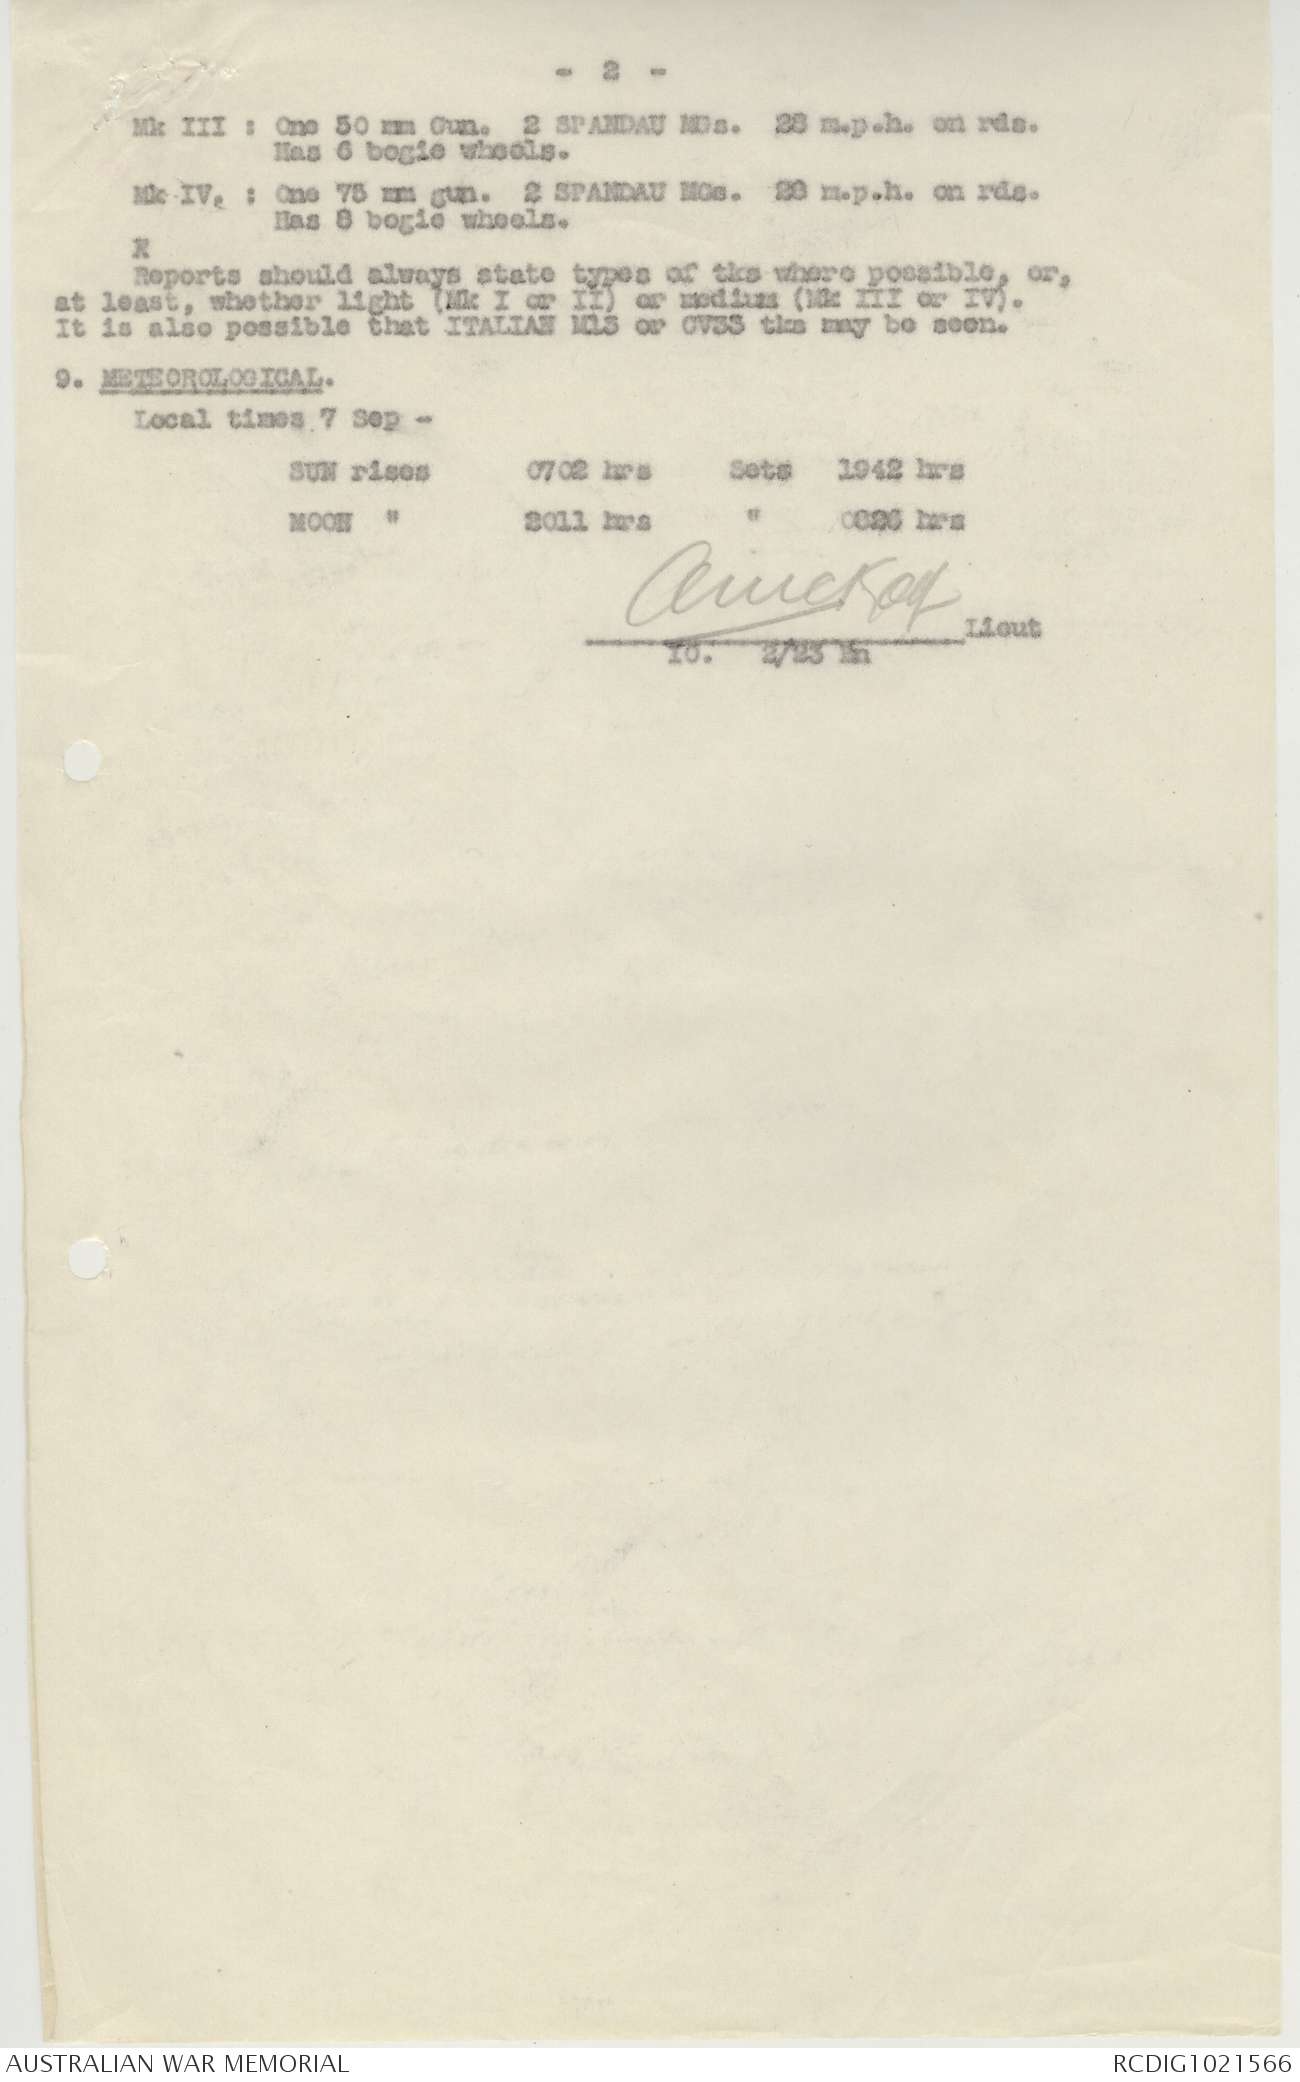 - 2 -
Mk III : One 50 mm Gun. 2 SPANDAU MGs. 28 m.p.h. on rds.
Has 6 bogie wheels.
Mk IV. : One 75 mm gun. 2 SPANDAU MGs. 28 m.p.h. on rds.
Has 8 bogie wheels.
R
Reports should always state types of tks where possible, or,
at least, whether light (Mk I or II) or medium (Mk III or IV).
It is also possible that ITALIAN M13 or CV33 tks may be seen.
9. METEOROLOGICAL.
Local times 7 Sep -
SUN rises 0702 hrs Sets 1942 hrs
MOON " 2011 hrs " hrs
Lieut
IO. 2/23 Bn
AUSTRALIAN WAR MEMORIAL RCDIG1021566